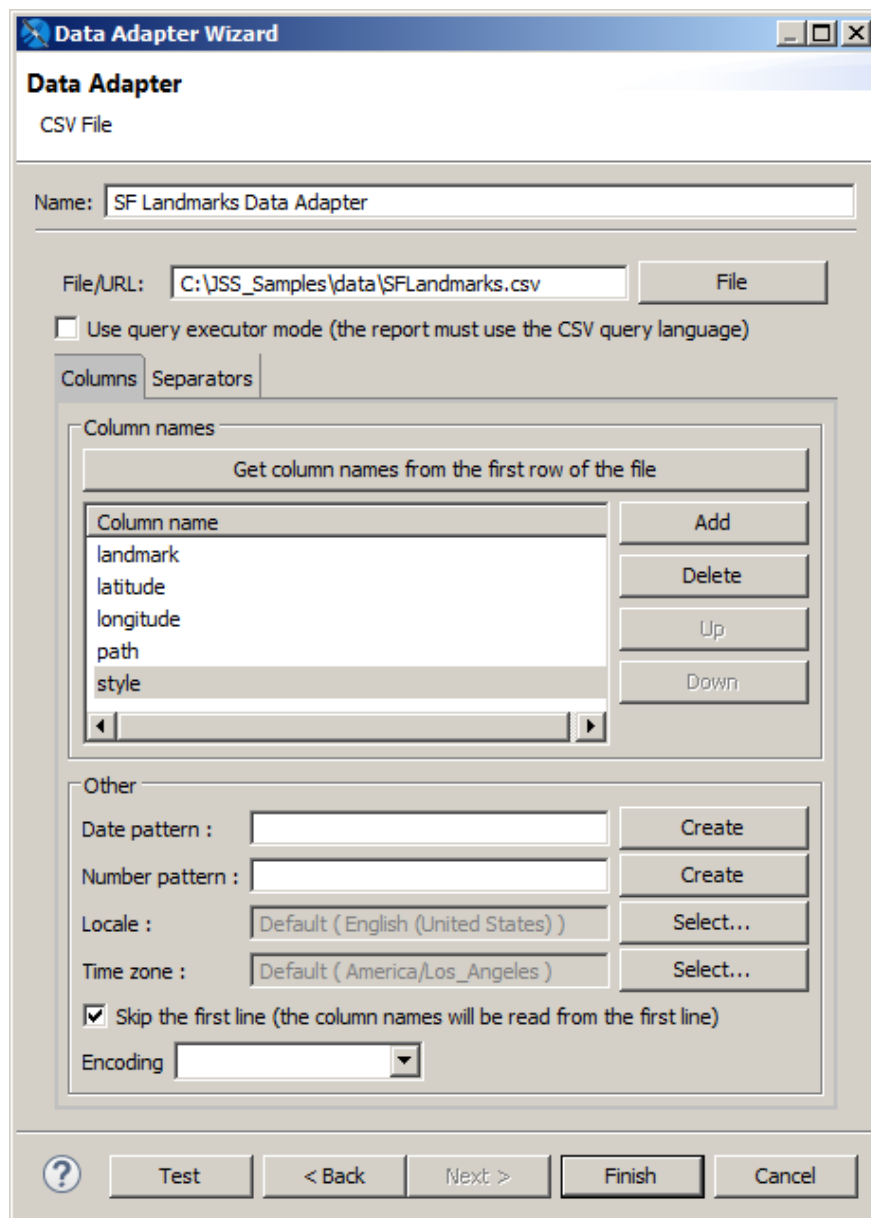 Data Adapter Wizard
Data Adapter
CSV File
Name: SF Landmarks Data Adapter
File/URL: C:\JSS_Samples\data\SFLandmarks.csv File
Use query executor mode (the report must use the CSV query language)
Columns Separators
Column names
Get column names from the first row of the file
Column name Add
landmark
latitude Delete
longitude
path Up
style Down
Other
Date pattern : Create
Number pattern : Create
Locale : Default ( English (United States) ) Select...
Time zone : Default ( America/Los_Angeles ) Select...
Skip the first line (the column names will be read from the first line)
Encoding
? Test < Back Next > Finish Cancel